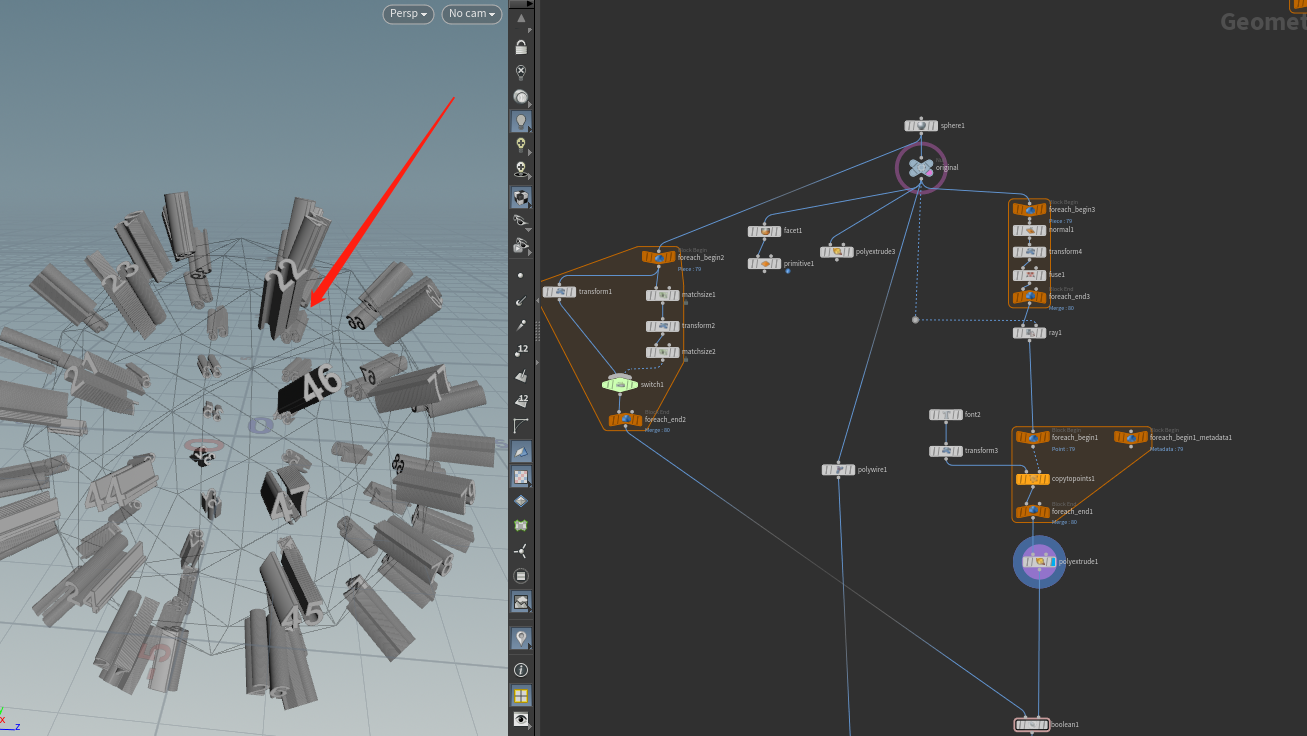 Persp
No cam
Geomet
sphere1
original
Block Begin
foreach_begin3
Piece : 79
normal1
transform4
fuse1
Block End
foreach_end3
Merge : 80
ray1
facet1
primitive1
polyextrude3
Block Begin
foreach_begin2
Piece : 79
transform1
matchsize1
transform2
matchsize2
switch1
Block End
foreach_end2
Merge : 80
polywire1
font2
transform3
Block Begin
foreach_begin1
Point : 79
Block Begin
foreach_begin1_metadata1
Metadata : 79
copytopoints1
Block End
foreach_end1
Merge : 80
polyextrude1
boolean1
12
12
22
46
47
44
45
21
0
x
z
y